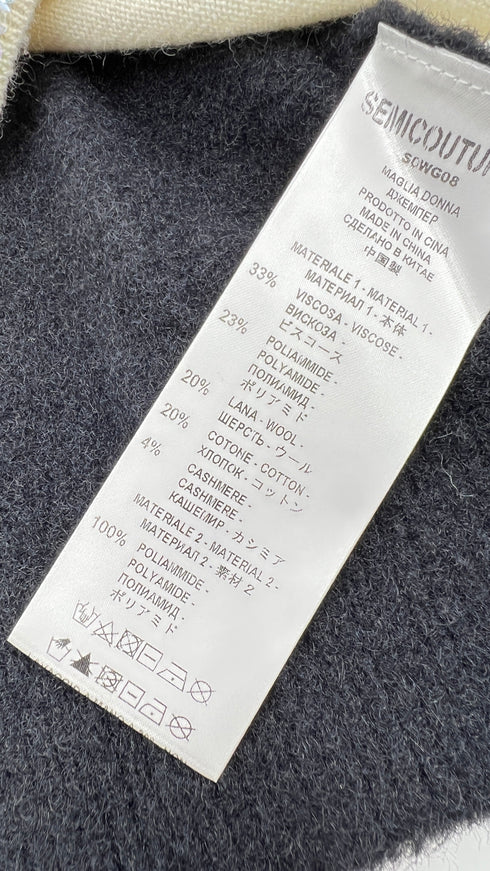 SEMICOUTU
S6WG08
MAGLIA DONNA
ДЖЕМПЕР
PRODOTTO IN CINA
MADE IN CHINA
СДЕЛАНО В КИТАЕ
中国製
MATERIALE 1 - MATERIAL 1 -
МАТЕРИАЛ 1 - 本体
33% VISCOSA - VISCOSE -
ВИСКОЗА -
ビスコース
23% POLIAMMIDE -
POLYAMIDE -
ПОЛИАМИД -
ポリアミド
20% LANA - WOOL -
ШЕРСТЬ - ウール
20% COTONE - COTTON -
ХЛОПОК - コットン
4% CASHMERE -
CASHMERE -
КАШЕМИР - カシミア
MATERIALE 2 - MATERIAL 2 -
МАТЕРИАЛ 2 - 素材 2
100% POLIAMMIDE -
POLYAMIDE -
ПОЛИАМИД -
ポリアミド